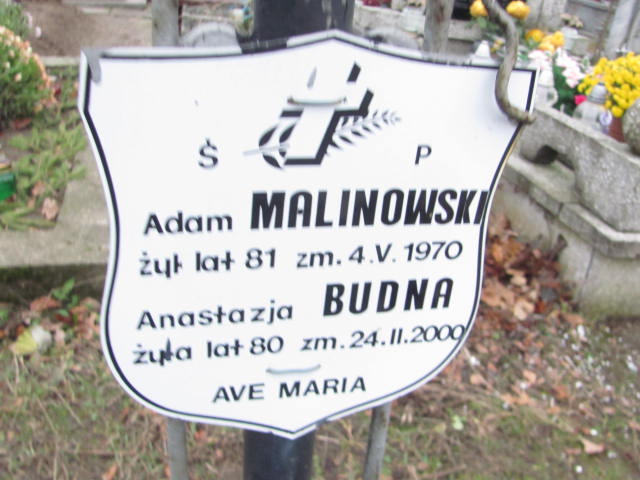 Ś P
Adam MALINOWSKI
żył lat 81 zm. 4.V. 1970
Anastazja BUDNA
żyła lat 80 zm. 24.II.2000
AVE MARIA